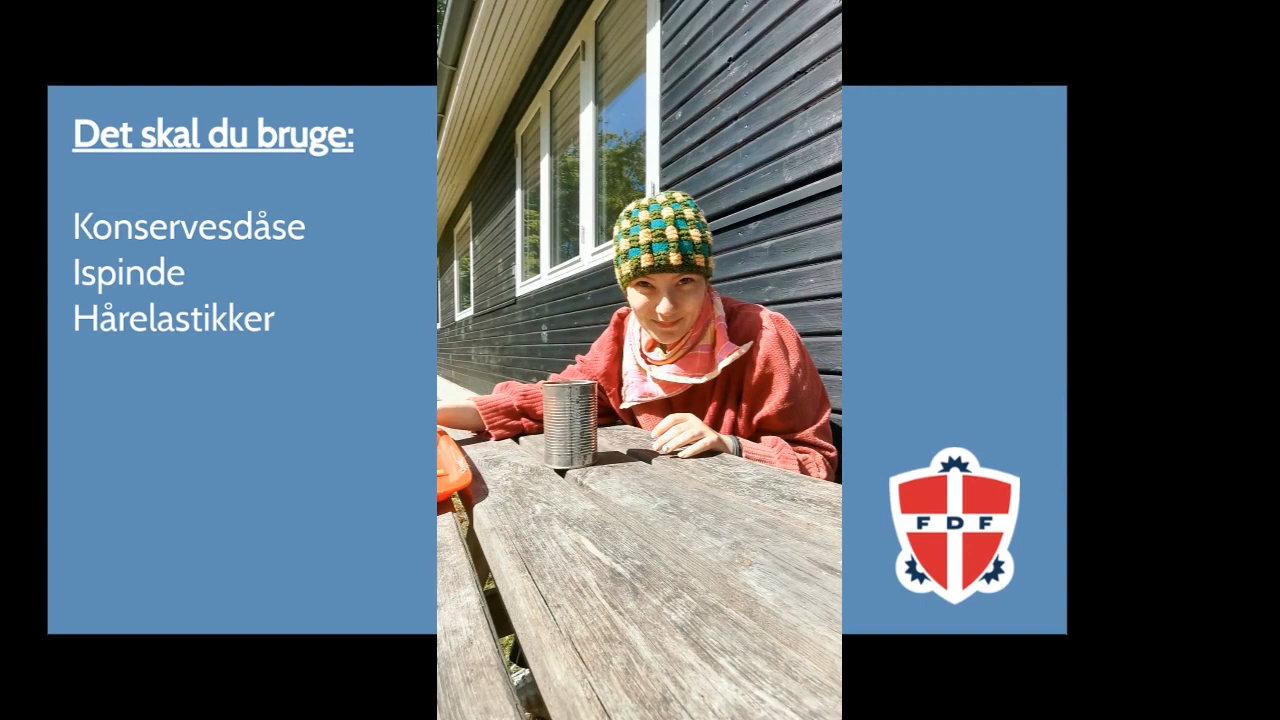 Det skal du bruge:
Konservesdåse
Ispinde
Hårelastikker
FDF